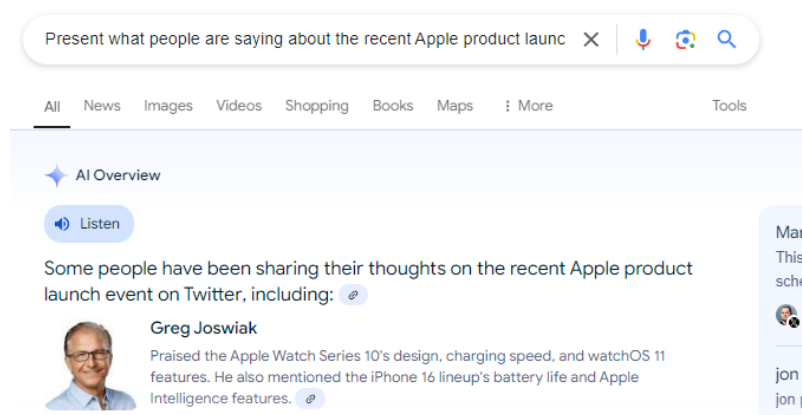 Present what people are saying about the recent Apple product launc
All News Images Videos Shopping Books Maps More Tools
AI Overview
Listen
Some people have been sharing their thoughts on the recent Apple product
launch event on Twitter, including:
Greg Joswiak
Praised the Apple Watch Series 10's design, charging speed, and watchOS 11
features. He also mentioned the iPhone 16 lineup's battery life and Apple
Intelligence features.
This
jon
jon